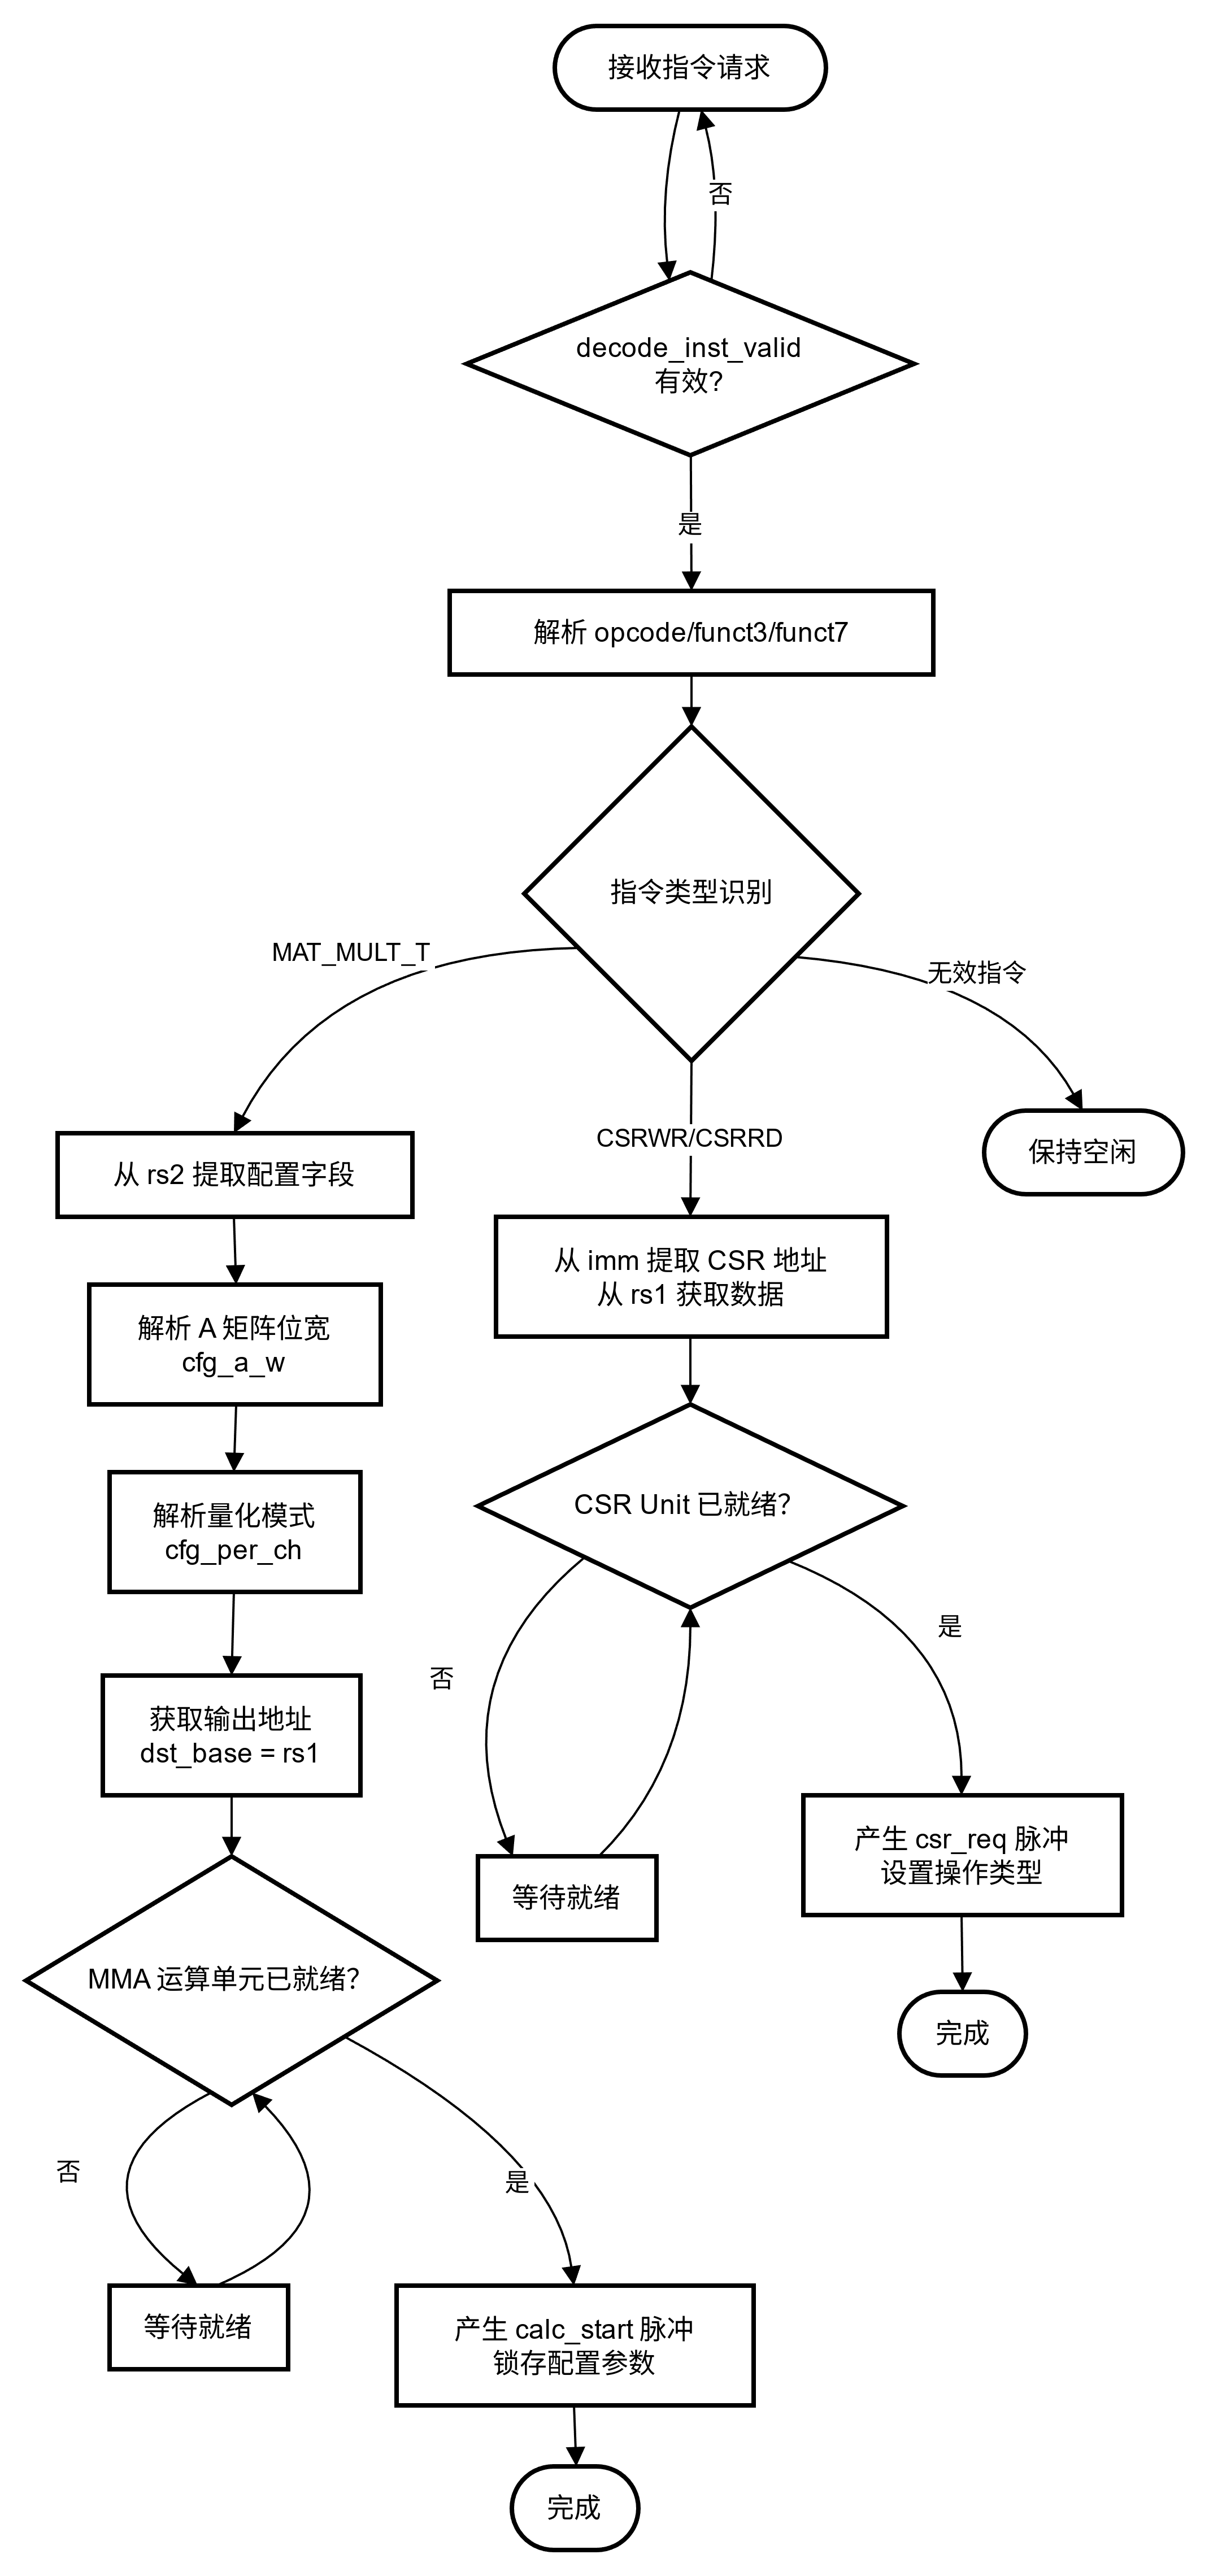 接收指令请求
否
decode_inst_valid
有效?
是
解析 opcode/funct3/funct7
指令类型识别
MAT_MULT_T
无效指令
CSRWR/CSRRD
保持空闲
从 rs2 提取配置字段
从 imm 提取 CSR 地址
从 rs1 获取数据
解析 A 矩阵位宽
cfg_a_w
CSR Unit 已就绪?
解析量化模式
cfg_per_ch
否
是
获取输出地址
dst_base = rs1
产生 csr_req 脉冲
设置操作类型
等待就绪
MMA 运算单元已就绪?
完成
否
是
等待就绪
产生 calc_start 脉冲
锁存配置参数
完成